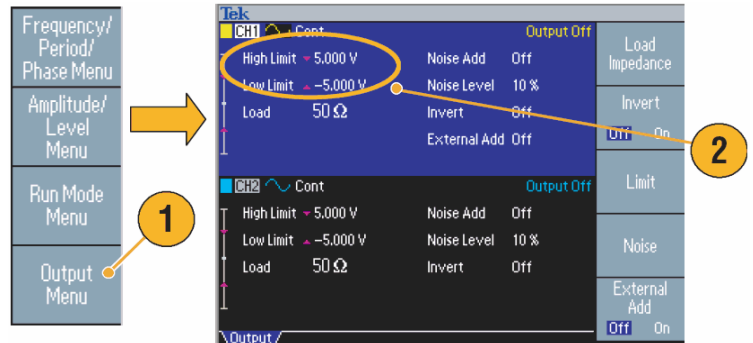 Frequency/
Period/
Phase Menu
Amplitude/
Level
Menu
Run Mode
Menu
Output
Menu
1
Tek
CH1 Cont Output Off
High Limit 5.000 V Noise Add Off
Low Limit -5.000 V Noise Level 10 %
Load 50 Ω Invert Off
External Add Off
CH2 Cont Output Off
High Limit 5.000 V Noise Add Off
Low Limit -5.000 V Noise Level 10 %
Load 50 Ω Invert Off
Output
Load
Impedance
Invert
Off On
Limit
Noise
External
Add
Off On
2